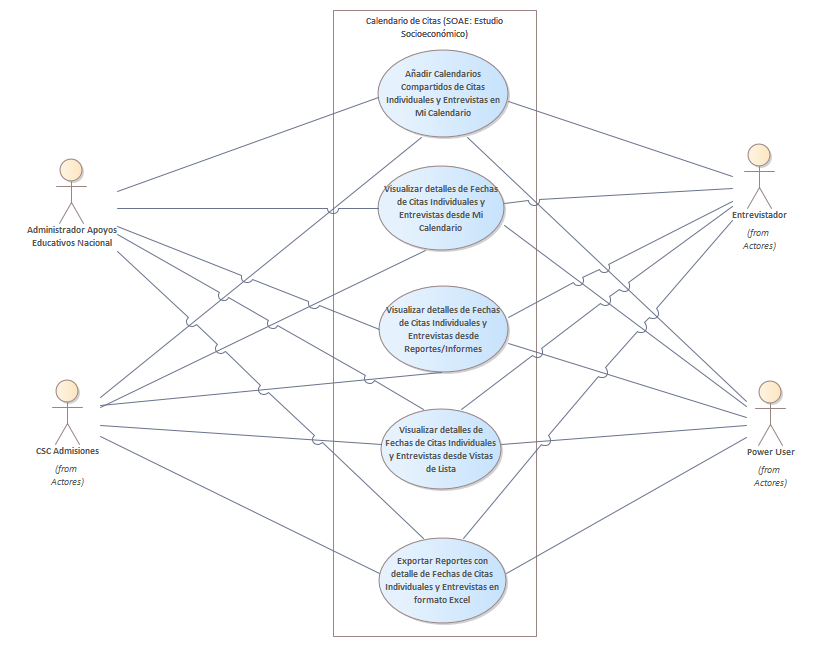 Calendario de Citas (SOAE: Estudio
Socioeconómico)
Añadir Calendarios
Compartidos de Citas
Individuales y Entrevistas en
Mi Calendario
Visualizar detalles de Fechas
de Citas Individuales y
Entrevistas desde Mi
Calendario
Administrador Apoyos
Educativos Nacional
Entrevistador
(from
Actores)
Visualizar detalles de Fechas
de Citas Individuales y
Entrevistas desde
Reportes/Informes
CSC Admisiones
(from
Actores)
Visualizar detalles de
Fechas de Citas Individuales
y Entrevistas desde Vistas
de Lista
Power User
(from
Actores)
Exportar Reportes con
detalle de Fechas de Citas
Individuales y Entrevistas en
formato Excel